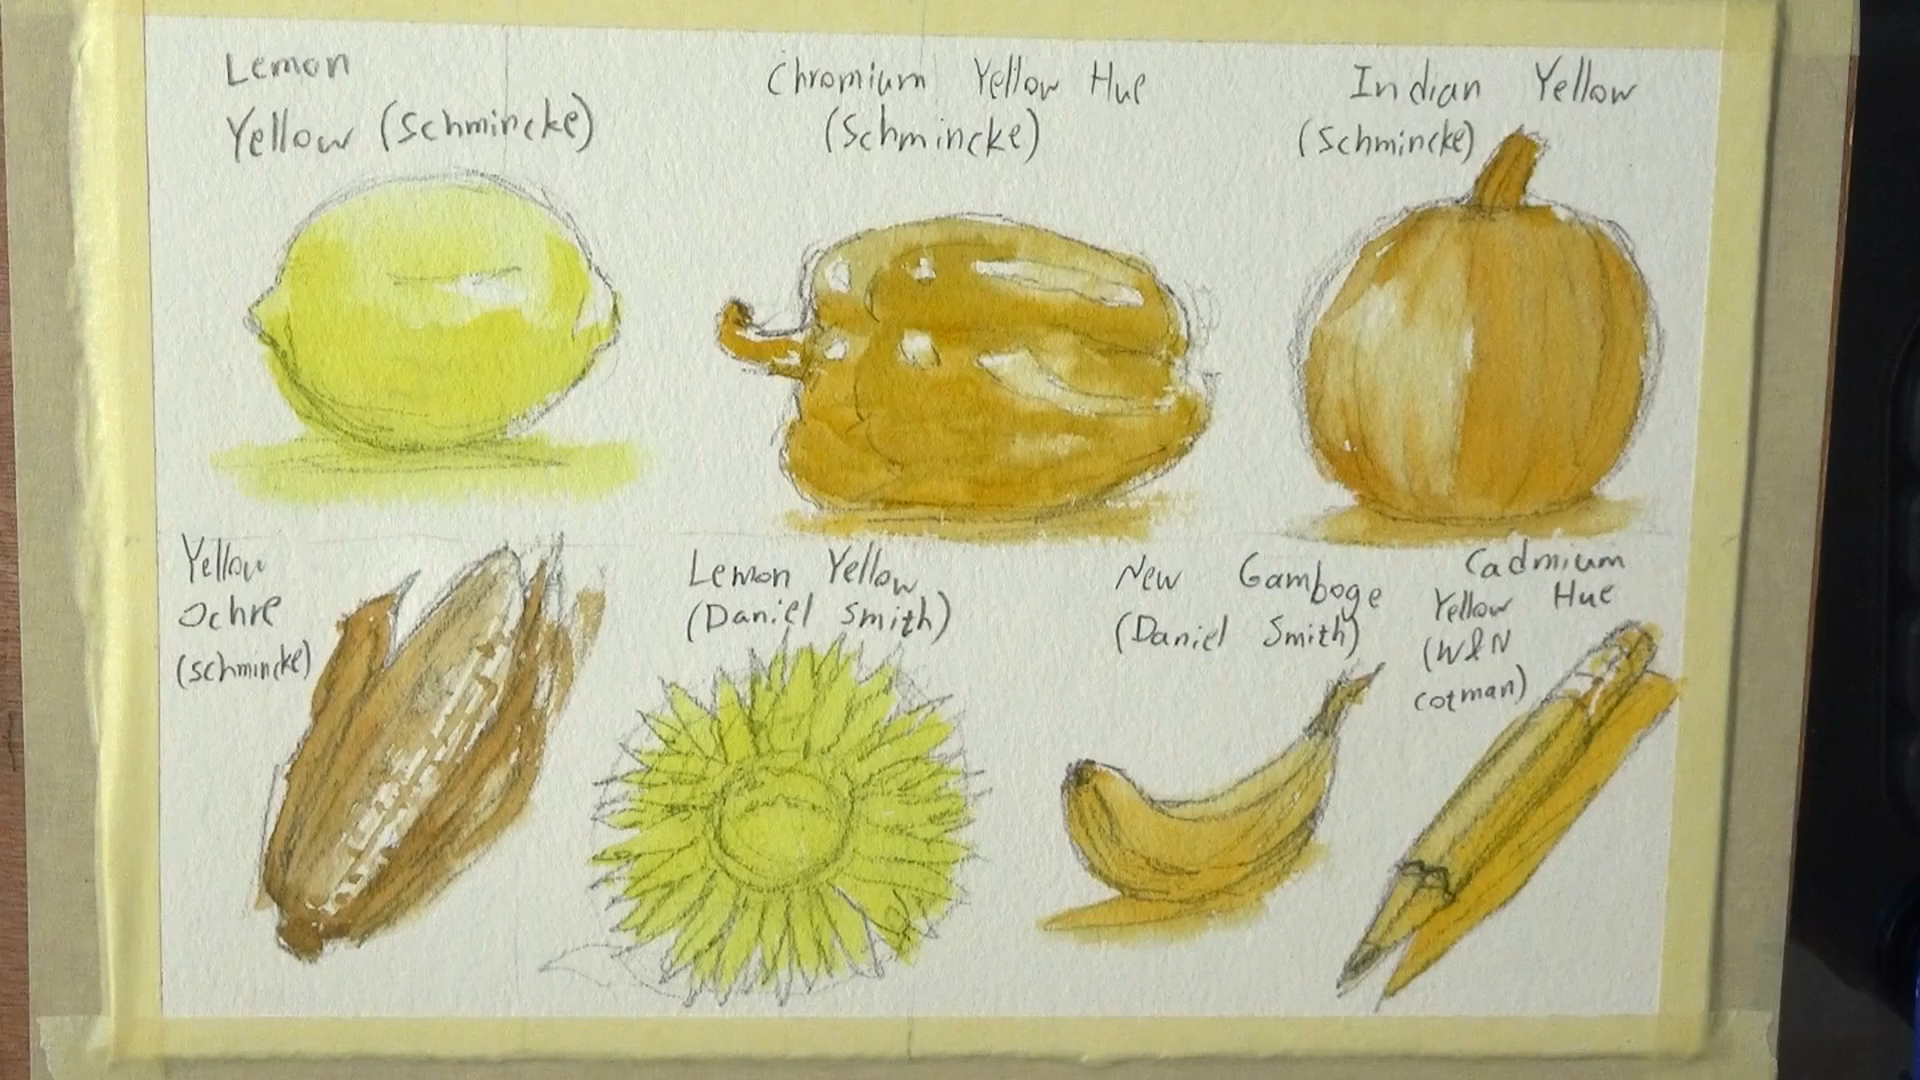 Lemon
Yellow (Schmincke)
Chromium Yellow Hue
(Schmincke)
Indian Yellow
(Schmincke)
Yellow
Ochre
(Schmincke)
Lemon Yellow
(Daniel Smith)
New Gamboge
(Daniel Smith)
Cadmium
Yellow Hue
(W&N
cotman)